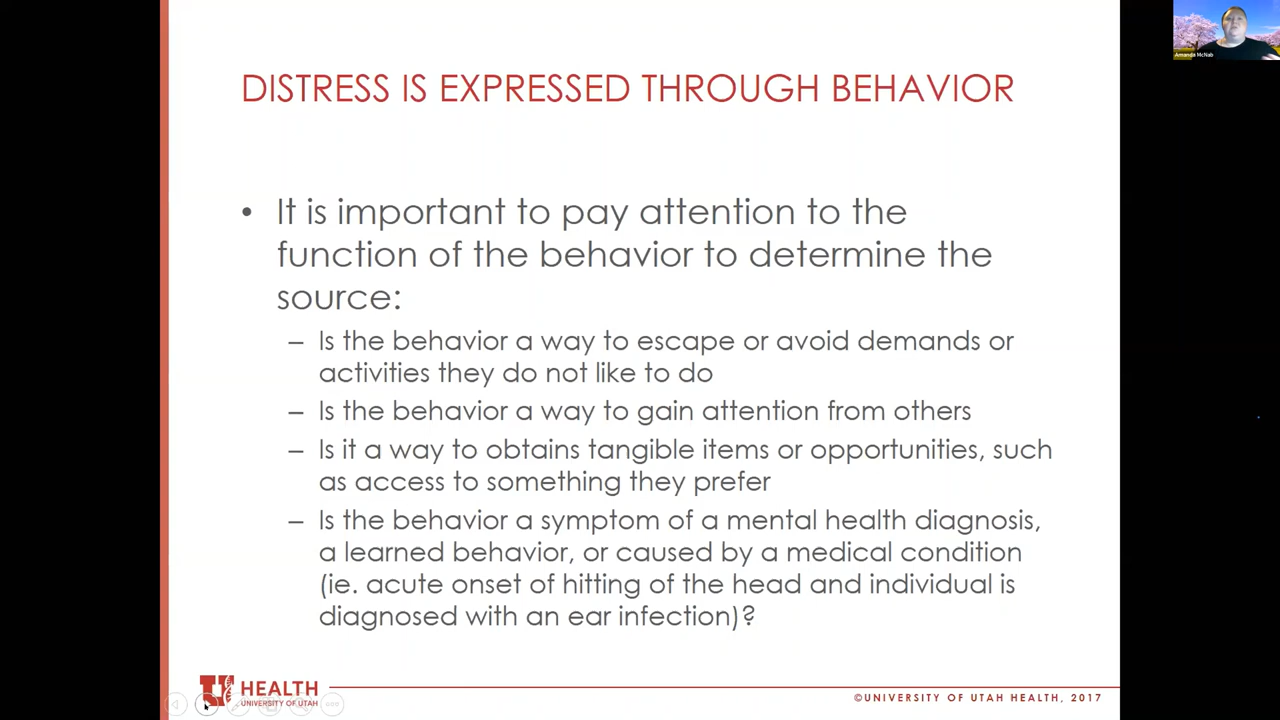 DISTRESS IS EXPRESSED THROUGH BEHAVIOR
• It is important to pay attention to the
function of the behavior to determine the
source:
– Is the behavior a way to escape or avoid demands or
activities they do not like to do
– Is the behavior a way to gain attention from others
– Is it a way to obtains tangible items or opportunities, such
as access to something they prefer
– Is the behavior a symptom of a mental health diagnosis,
a learned behavior, or caused by a medical condition
(ie. acute onset of hitting of the head and individual is
diagnosed with an ear infection)?
U HEALTH
UNIVERSITY OF UTAH
©UNIVERSITY OF UTAH HEALTH, 2017
Amanda McNab